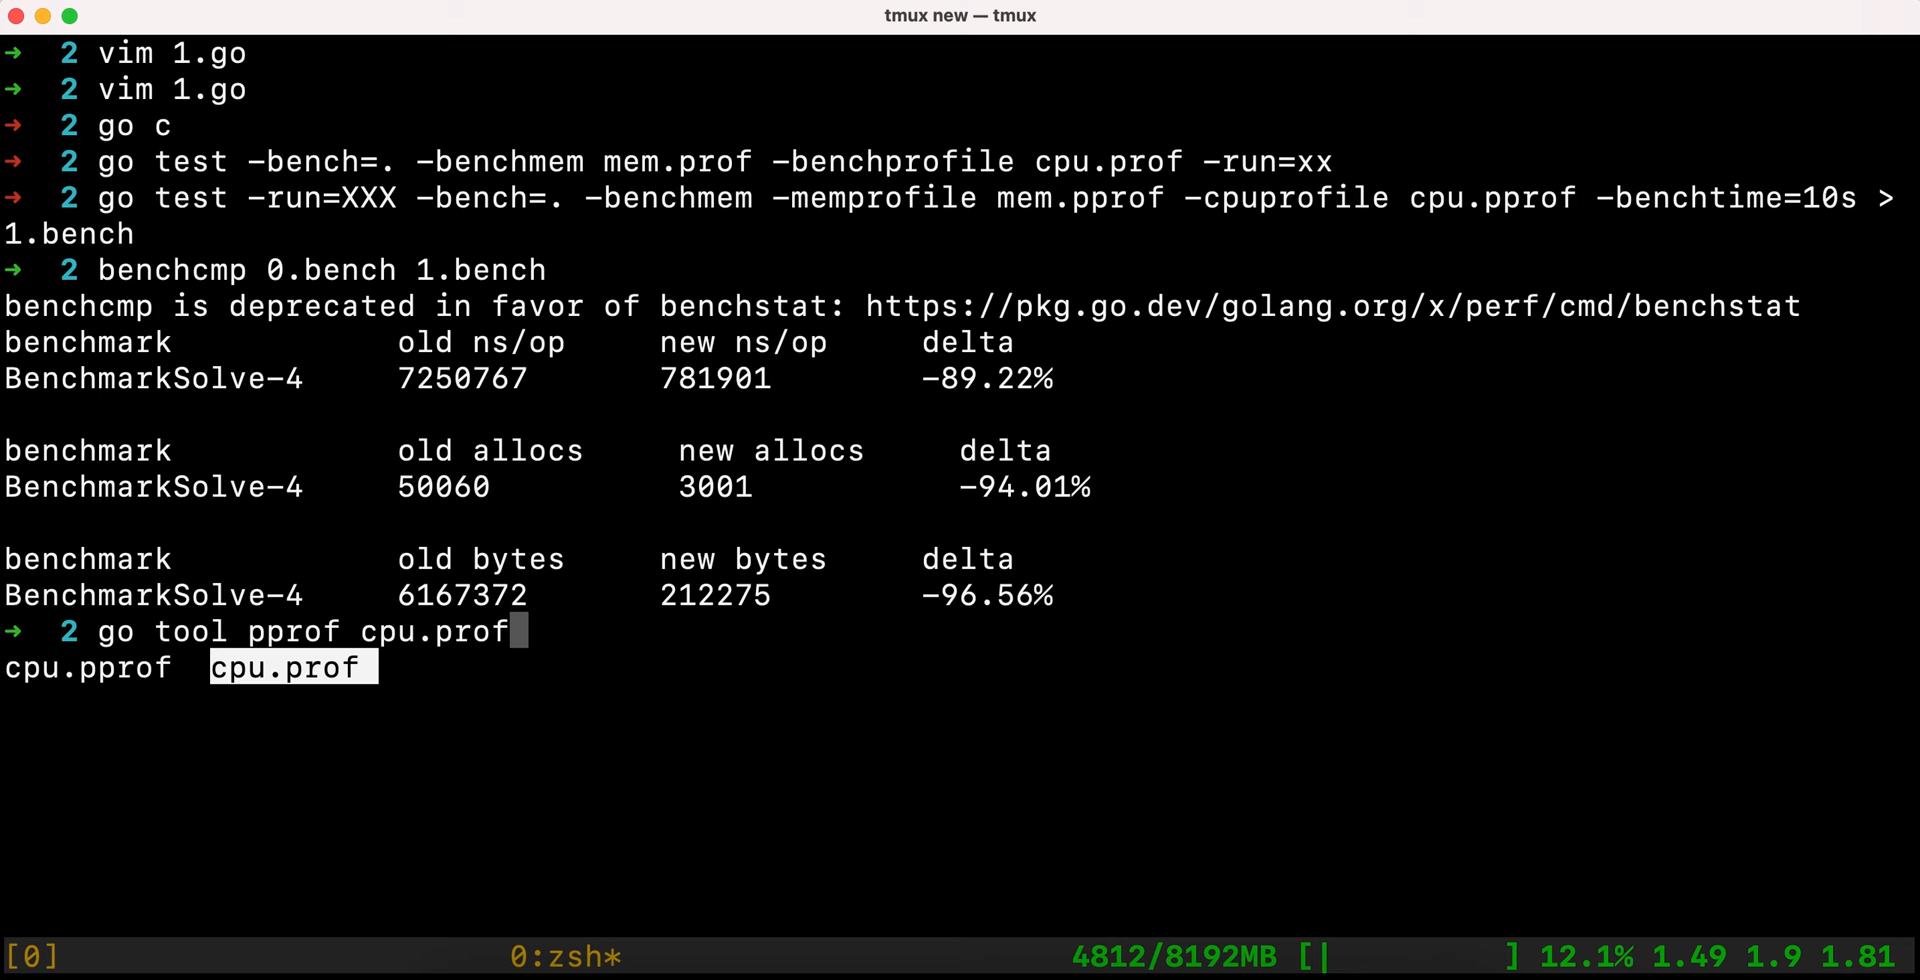 tmux new — tmux
→ 2 vim 1.go
→ 2 vim 1.go
→ 2 go c
→ 2 go test -bench=. -benchmem mem.prof -benchprofile cpu.prof -run=xx
→ 2 go test -run=XXX -bench=. -benchmem -memprofile mem.pprof -cpuprofile cpu.pprof -benchtime=10s >
1.bench
→ 2 benchcmp 0.bench 1.bench
benchcmp is deprecated in favor of benchstat: https://pkg.go.dev/golang.org/x/perf/cmd/benchstat
benchmark old ns/op new ns/op delta
BenchmarkSolve-4 7250767 781901 -89.22%
benchmark old allocs new allocs delta
BenchmarkSolve-4 50060 3001 -94.01%
benchmark old bytes new bytes delta
BenchmarkSolve-4 6167372 212275 -96.56%
→ 2 go tool pprof cpu.prof
cpu.pprof cpu.prof
[0] 0:zsh* 4812/8192MB [| ] 12.1% 1.49 1.9 1.81